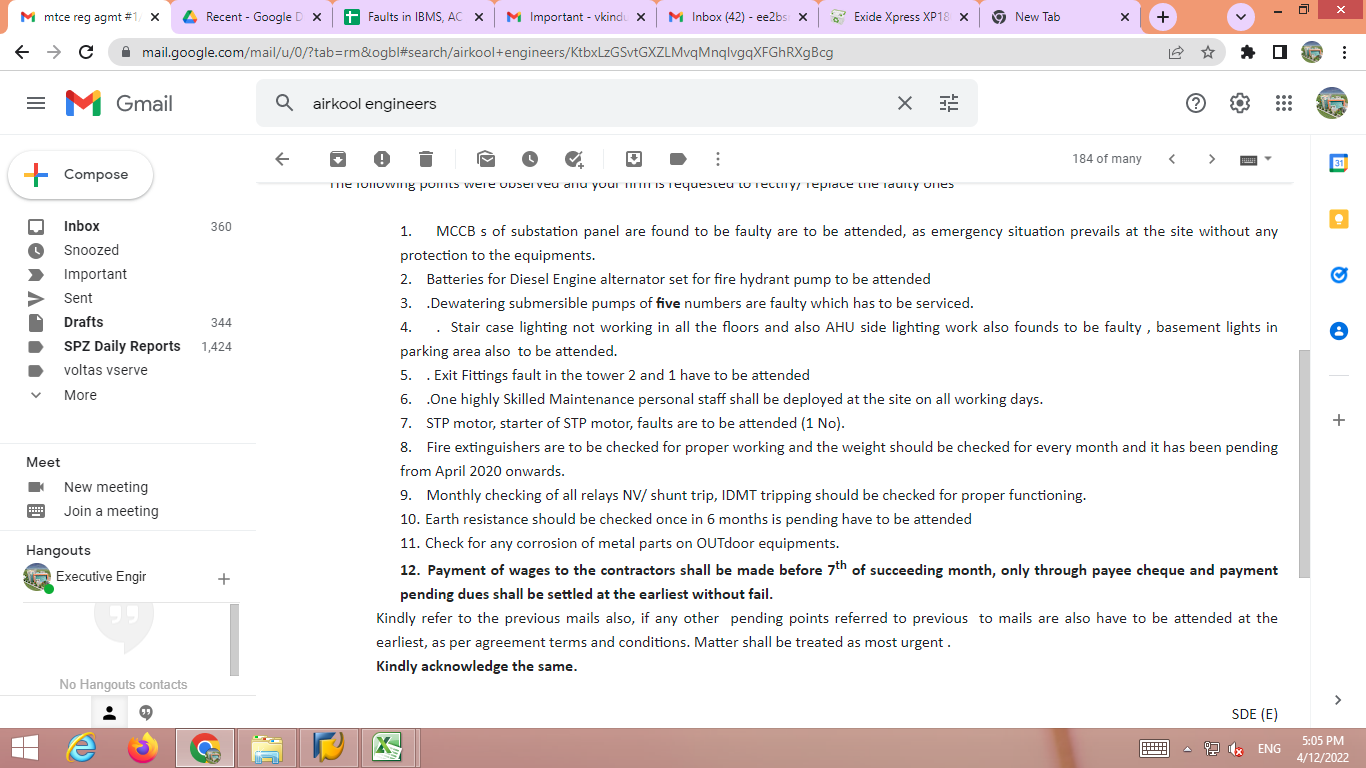 mtce reg agmt #1
Recent - Google D
Faults in IBMS, AC
Important - vkindu
Inbox (42) - ee2bs
Exide Xpress XP18
New Tab
mail.google.com/mail/u/0/?tab=rm&ogbl#search/airkool+engineers/KtbxLzGSvtGXZLMvqMnqlvgqXFGhRXgBcg
Gmail
airkool engineers
Compose
184 of many
31
Inbox 360
Snoozed
Important
Sent
Drafts 344
SPZ Daily Reports 1,424
voltas vserve
More
Meet
New meeting
Join a meeting
Hangouts
Executive Engir
No Hangouts contacts
The following points were observed and your firm is requested to rectify/ replace the faulty ones
1. MCCB s of substation panel are found to be faulty are to be attended, as emergency situation prevails at the site without any
protection to the equipments.
2. Batteries for Diesel Engine alternator set for fire hydrant pump to be attended
3. .Dewatering submersible pumps of five numbers are faulty which has to be serviced.
4. . Stair case lighting not working in all the floors and also AHU side lighting work also founds to be faulty , basement lights in
parking area also to be attended.
5. . Exit Fittings fault in the tower 2 and 1 have to be attended
6. .One highly Skilled Maintenance personal staff shall be deployed at the site on all working days.
7. STP motor, starter of STP motor, faults are to be attended (1 No).
8. Fire extinguishers are to be checked for proper working and the weight should be checked for every month and it has been pending
from April 2020 onwards.
9. Monthly checking of all relays NV/ shunt trip, IDMT tripping should be checked for proper functioning.
10. Earth resistance should be checked once in 6 months is pending have to be attended
11. Check for any corrosion of metal parts on OUTdoor equipments.
12. Payment of wages to the contractors shall be made before 7th of succeeding month, only through payee cheque and payment
pending dues shall be settled at the earliest without fail.
Kindly refer to the previous mails also, if any other pending points referred to previous to mails are also have to be attended at the
earliest, as per agreement terms and conditions. Matter shall be treated as most urgent .
Kindly acknowledge the same.
SDE (E)
ENG
5:05 PM
4/12/2022